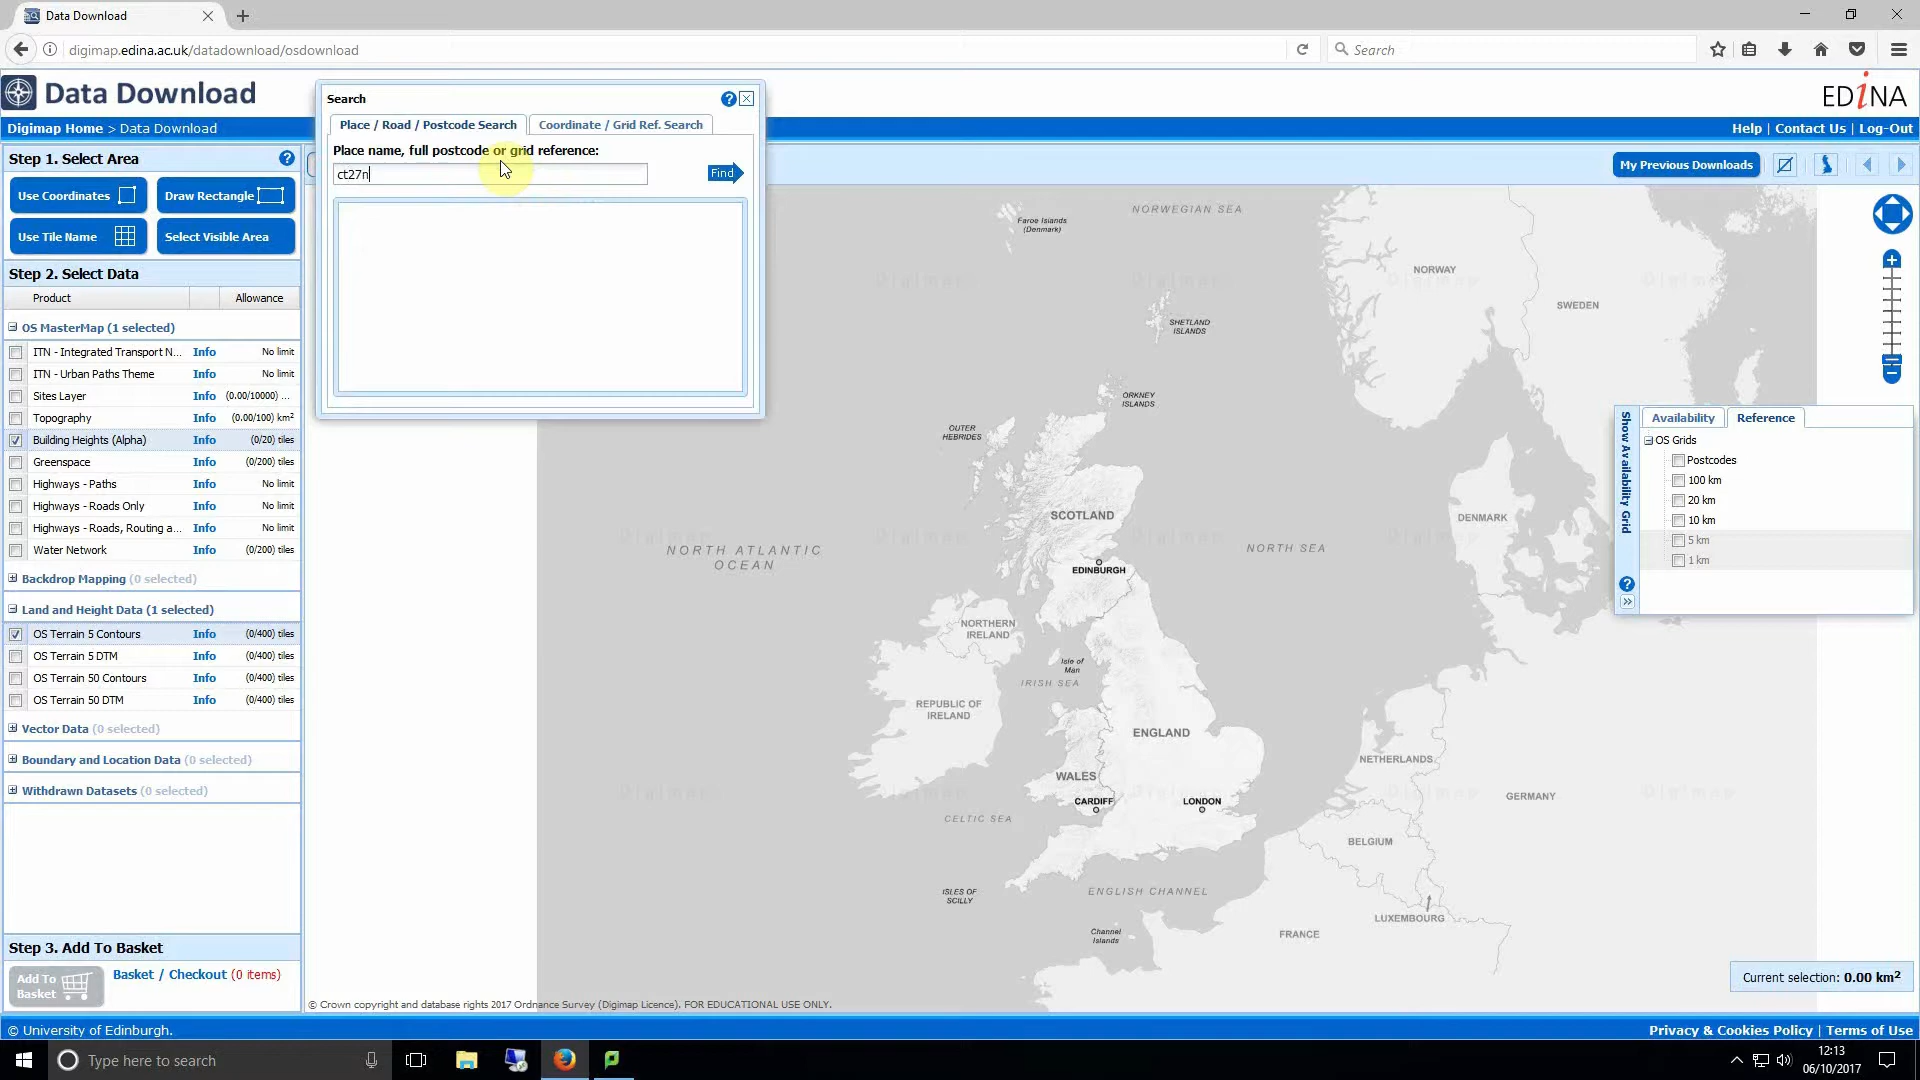 Data Download
digimap.edina.ac.uk/datadownload/osdownload
Search
Data Download
EDINA
Digimap Home > Data Download
Help | Contact Us | Log-Out
Step 1. Select Area
Use Coordinates
Draw Rectangle
Use Tile Name
Select Visible Area
Step 2. Select Data
Product
Allowance
OS MasterMap (1 selected)
ITN - Integrated Transport N... Info No limit
ITN - Urban Paths Theme Info No limit
Sites Layer Info (0.00/10000) ...
Topography Info (0.00/100) km²
Building Heights (Alpha) Info (0/20) tiles
Greenspace Info (0/200) tiles
Highways - Paths Info No limit
Highways - Roads Only Info No limit
Highways - Roads, Routing a... Info No limit
Water Network Info (0/200) tiles
Backdrop Mapping (0 selected)
Land and Height Data (1 selected)
OS Terrain 5 Contours Info (0/400) tiles
OS Terrain 5 DTM Info (0/400) tiles
OS Terrain 50 Contours Info (0/400) tiles
OS Terrain 50 DTM Info (0/400) tiles
Vector Data (0 selected)
Boundary and Location Data (0 selected)
Withdrawn Datasets (0 selected)
Step 3. Add To Basket
Add To
Basket
Basket / Checkout (0 items)
Search
Place / Road / Postcode Search
Coordinate / Grid Ref. Search
Place name, full postcode or grid reference:
ct27n
Find
My Previous Downloads
NORWEGIAN SEA
Faroe Islands
(Denmark)
NORWAY
SWEDEN
SHETLAND
ISLANDS
ORKNEY
ISLANDS
OUTER
HEBRIDES
SCOTLAND
DENMARK
NORTH ATLANTIC
OCEAN
NORTH SEA
EDINBURGH
NORTHERN
IRELAND
Isle of
Man
IRISH SEA
REPUBLIC OF
IRELAND
ENGLAND
NETHERLANDS
WALES
CARDIFF
LONDON
GERMANY
CELTIC SEA
BELGIUM
ISLES OF
SCILLY
ENGLISH CHANNEL
LUXEMBOURG
Channel
Islands
FRANCE
Digimap
Digimap
Digimap
Digimap
Digimap
Digimap
Digimap
Digimap
Show Availability Grid
Availability
Reference
OS Grids
Postcodes
100 km
20 km
10 km
5 km
1 km
Current selection: 0.00 km²
© Crown copyright and database rights 2017 Ordnance Survey (Digimap Licence). FOR EDUCATIONAL USE ONLY.
© University of Edinburgh.
Privacy & Cookies Policy | Terms of Use
Type here to search
12:13
06/10/2017